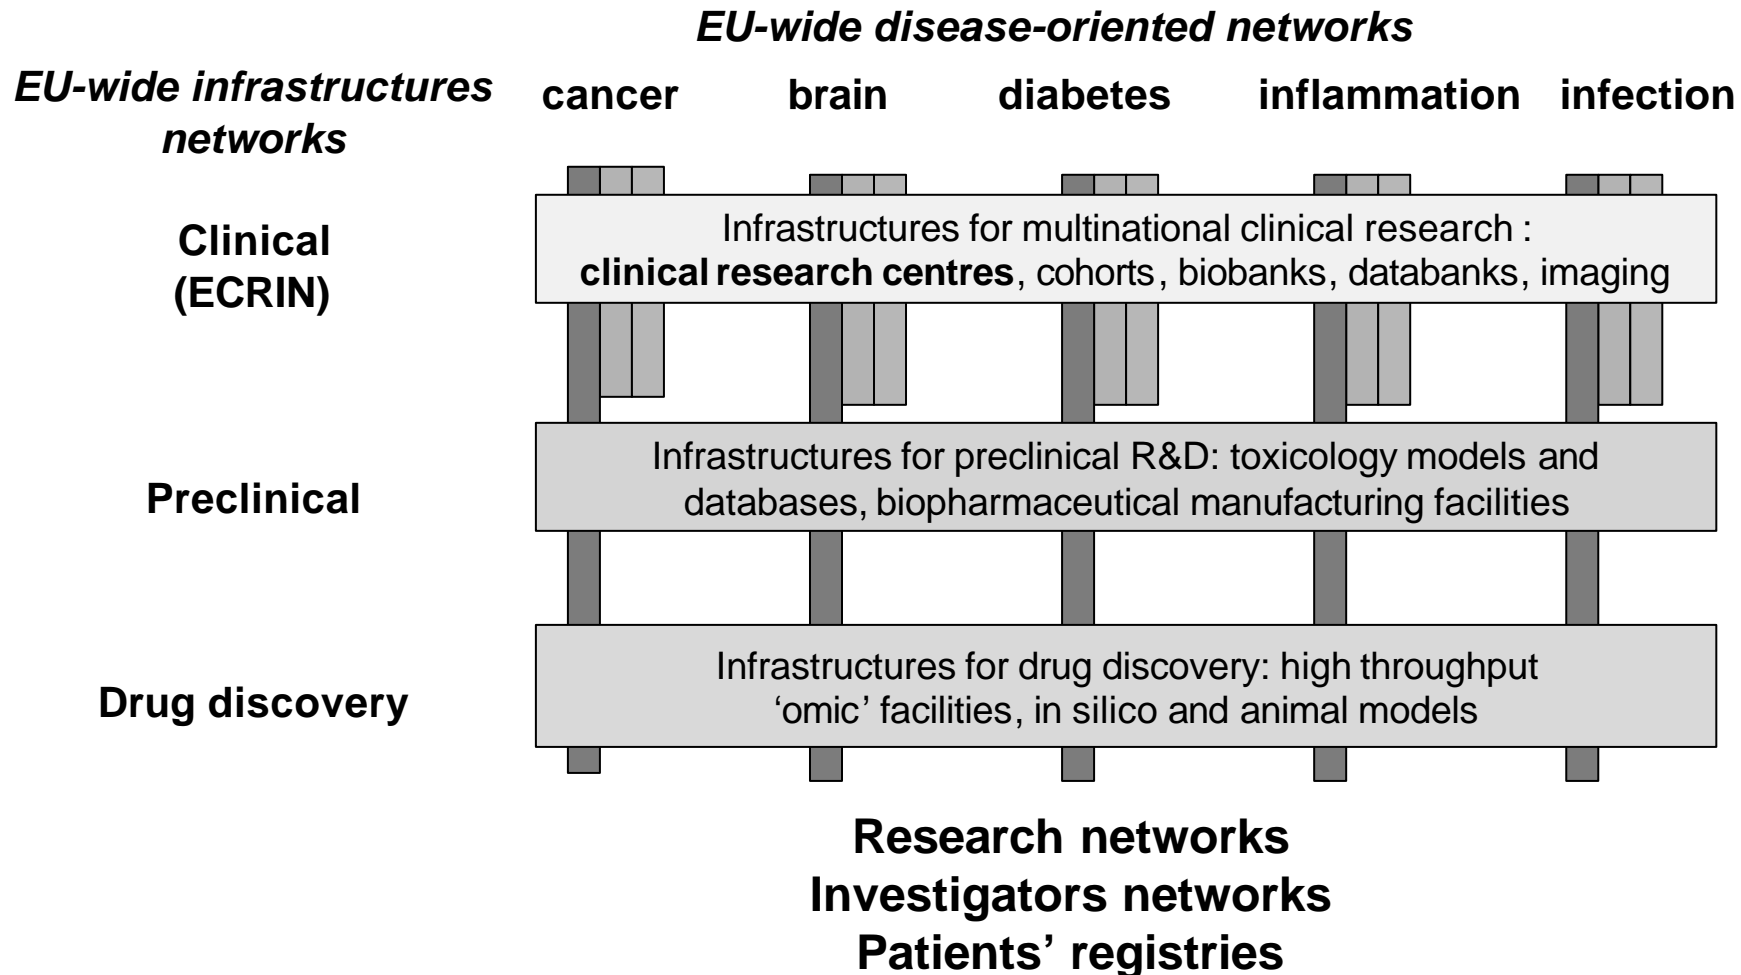 EU-wide disease-oriented networks
EU-wide infrastructures
networks
cancer brain diabetes inflammation infection
Clinical
(ECRIN)
Infrastructures for multinational clinical research :
clinical research centres, cohorts, biobanks, databanks, imaging
Preclinical
Infrastructures for preclinical R&D: toxicology models and
databases, biopharmaceutical manufacturing facilities
Drug discovery
Infrastructures for drug discovery: high throughput
‘omic’ facilities, in silico and animal models
Research networks
Investigators networks
Patients’ registries